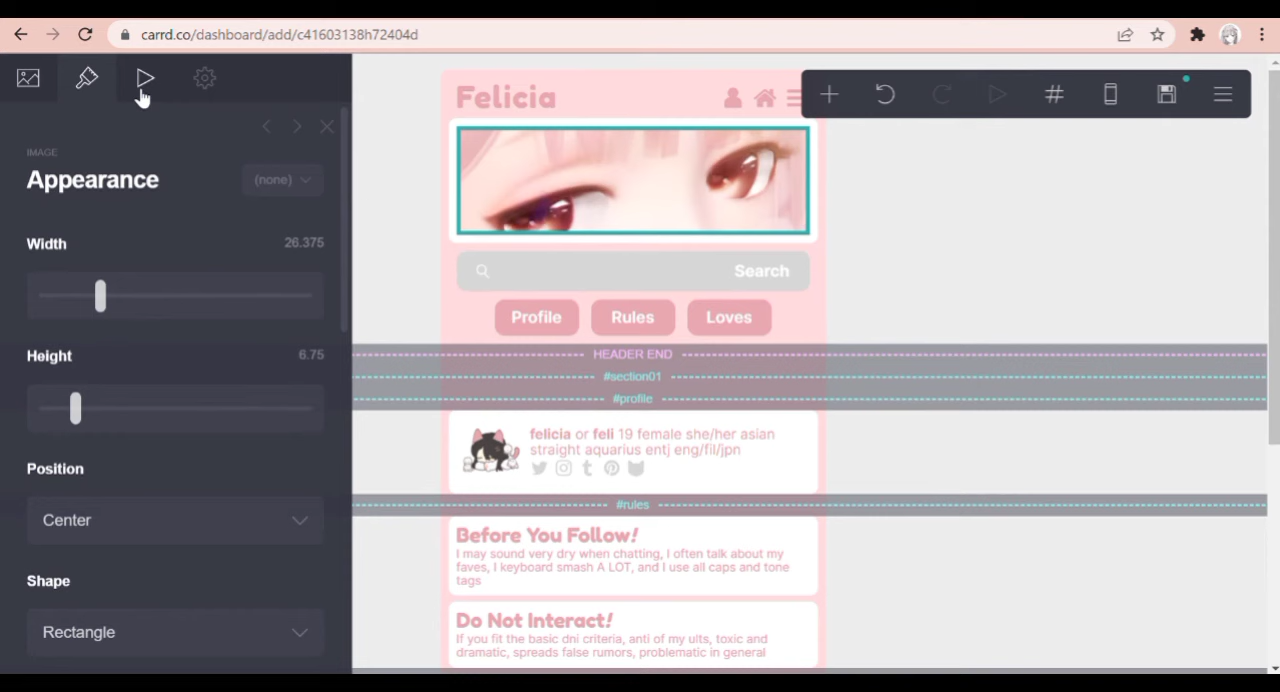 carrd.co/dashboard/add/c41603138h72404d
IMAGE
Appearance
(none)
Width
26.375
Height
6.75
Position
Center
Shape
Rectangle
Felicia
Search
Profile
Rules
Loves
HEADER END
#section01
#profile
felicia or feli 19 female she/her asian
straight aquarius entj eng/fil/jpn
#rules
Before You Follow!
I may sound very dry when chatting, I often talk about my
faves, I keyboard smash A LOT, and I use all caps and tone
tags
Do Not Interact!
If you fit the basic dni criteria, anti of my ults, toxic and
dramatic, spreads false rumors, problematic in general